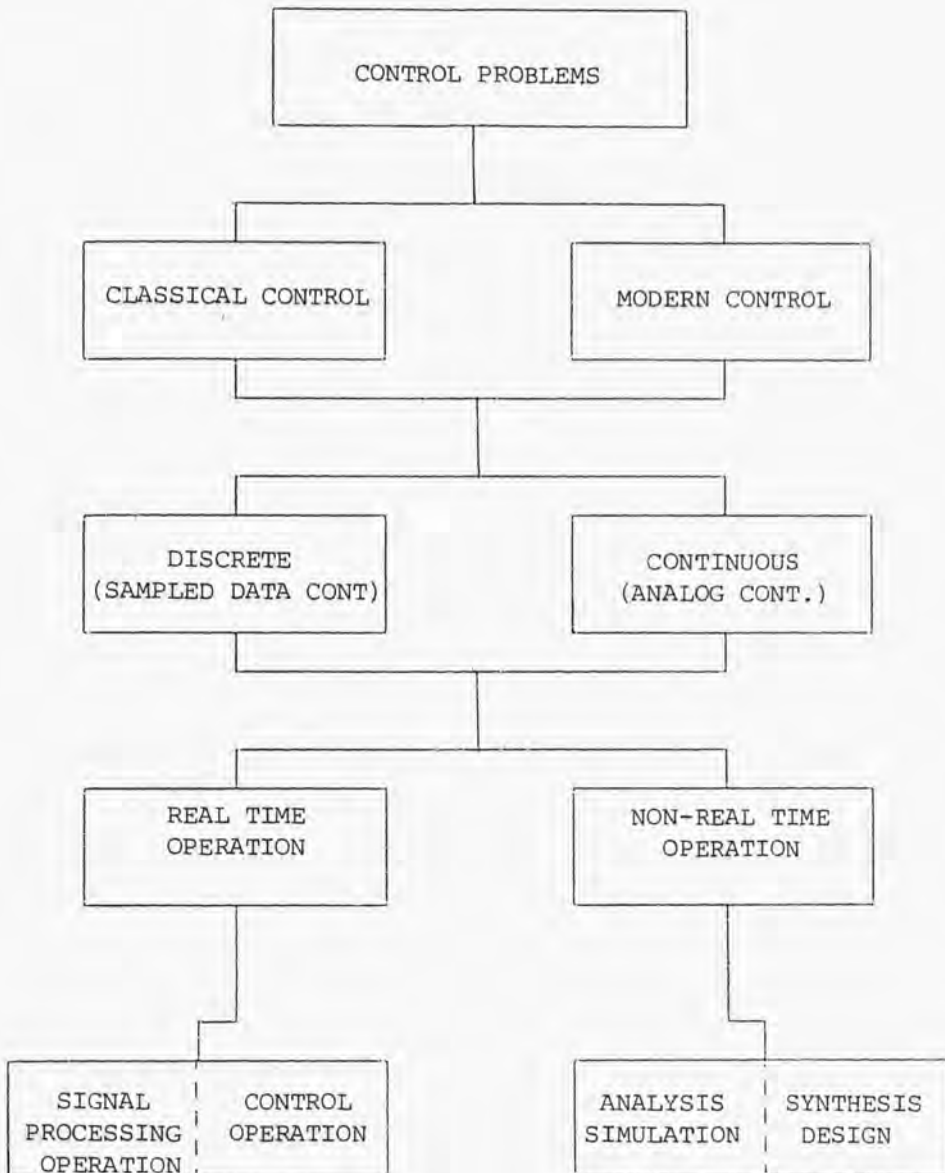 CONTROL PROBLEMS
CLASSICAL CONTROL
MODERN CONTROL
DISCRETE
(SAMPLED DATA CONT)
CONTINUOUS
(ANALOG CONT.)
REAL TIME
OPERATION
NON-REAL TIME
OPERATION
SIGNAL
PROCESSING
OPERATION
CONTROL
OPERATION
ANALYSIS
SIMULATION
SYNTHESIS
DESIGN